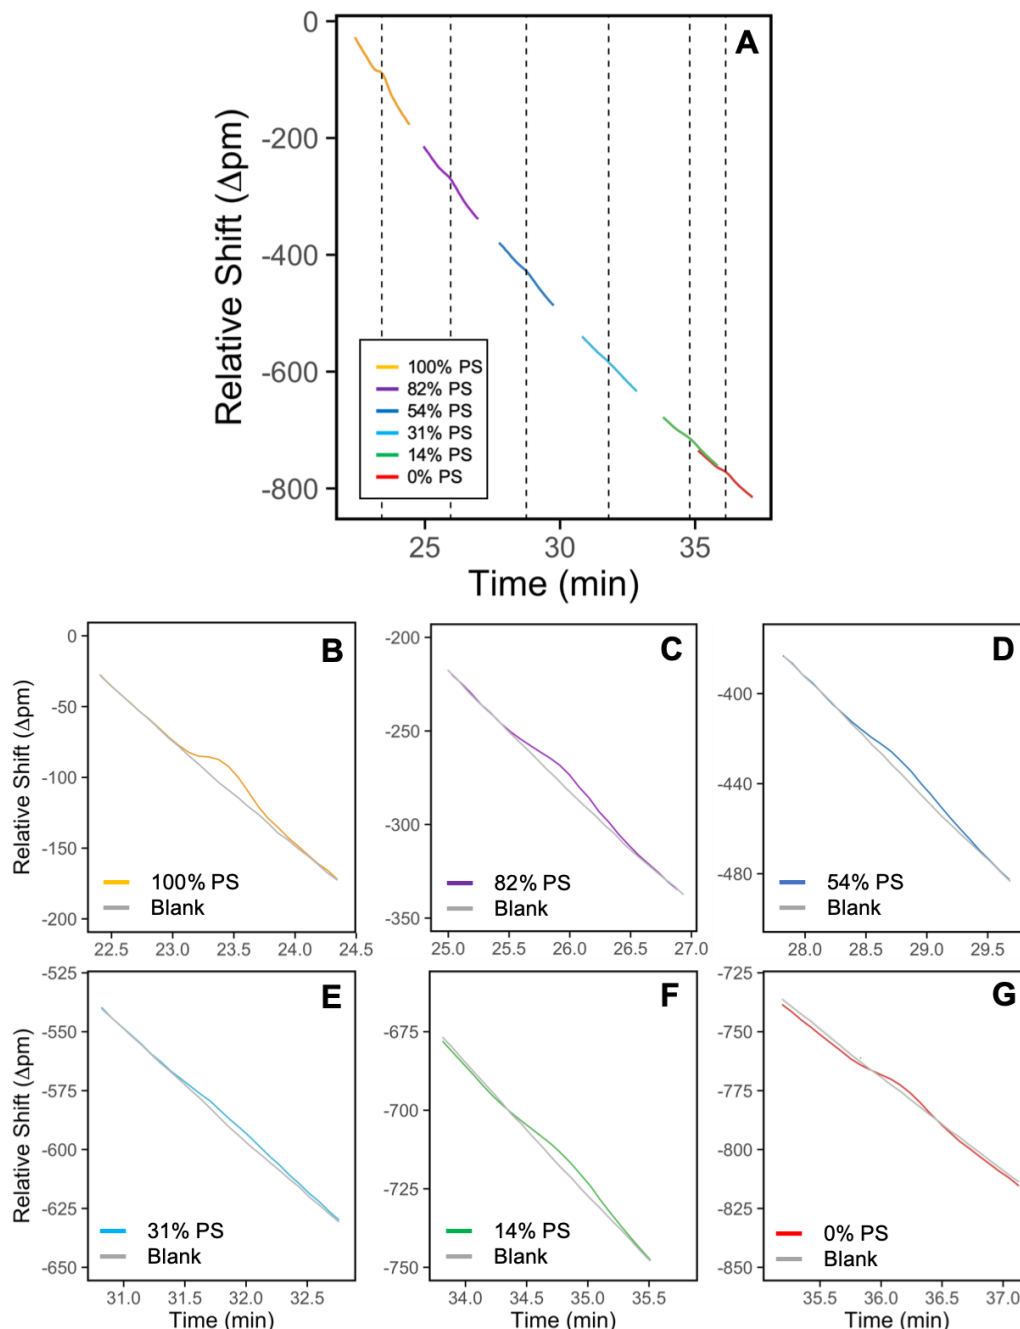 A
Relative Shift (Δpm)
0
-200
-400
-600
-800
100% PS
82% PS
54% PS
31% PS
14% PS
0% PS
25 30 35
Time (min)
B
Relative Shift (Δpm)
0
-50
-100
-150
-200
100% PS
Blank
22.5 23.0 23.5 24.0 24.5
C
-200
-250
-300
-350
82% PS
Blank
25.0 25.5 26.0 26.5 27.0
D
-400
-440
-480
54% PS
Blank
28.0 28.5 29.0 29.5
E
Relative Shift (Δpm)
-525
-550
-575
-600
-625
-650
31% PS
Blank
31.0 31.5 32.0 32.5
Time (min)
F
-675
-700
-725
-750
14% PS
Blank
34.0 34.5 35.0 35.5
Time (min)
G
-725
-750
-775
-800
-825
-850
0% PS
Blank
35.5 36.0 36.5 37.0
Time (min)